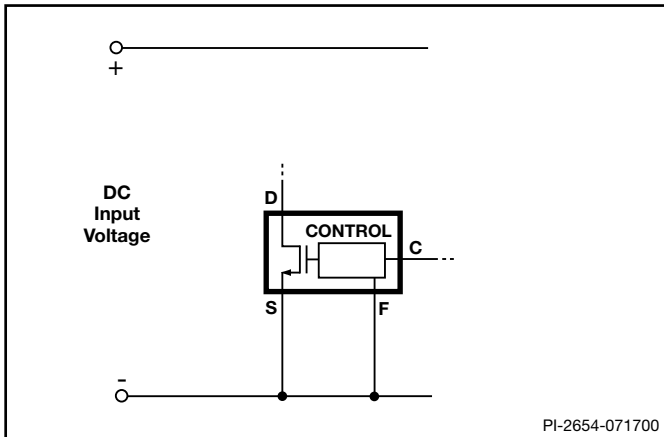 +
DC
Input
Voltage
D
CONTROL
C
S
F
-
PI-2654-071700